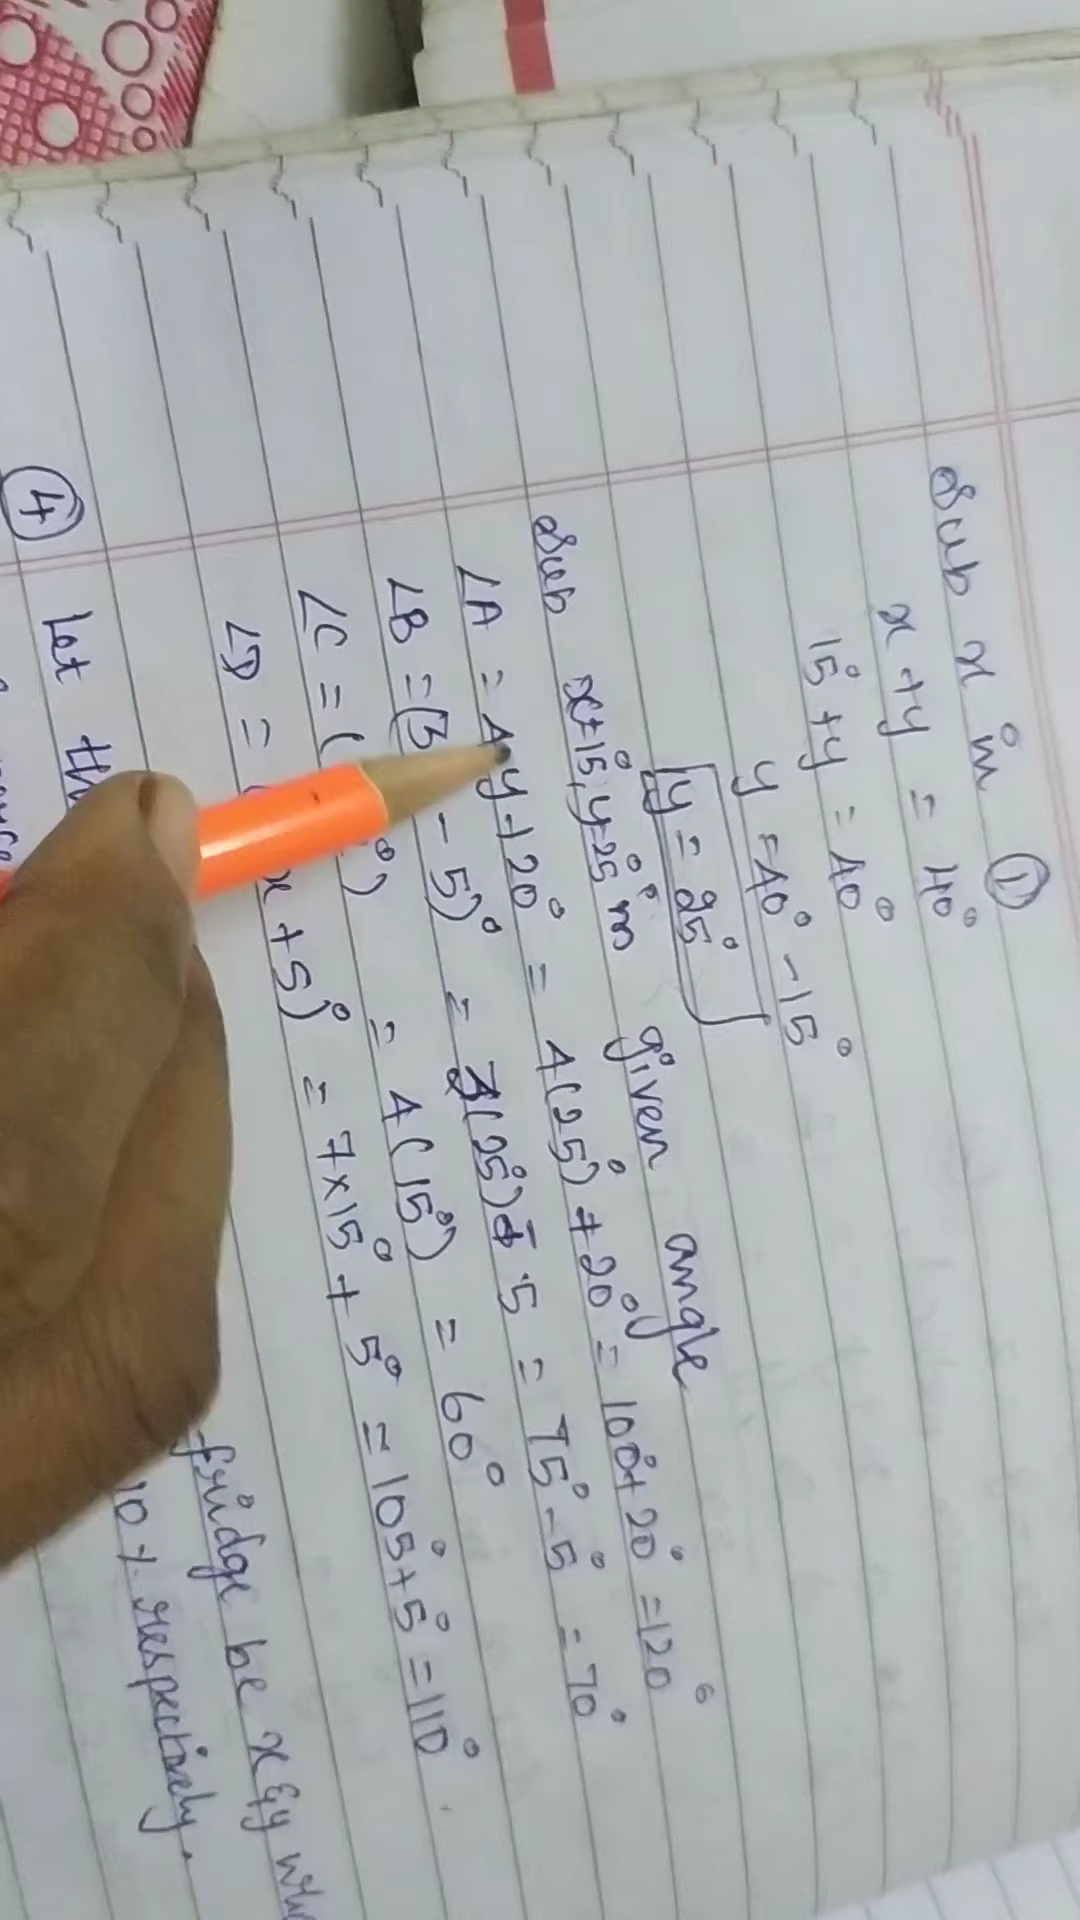 Sub x in ①
x + y = 40°
15° + y = 40°
y = 40° - 15°
y = 25°
Sub x=15°, y=25° in given angle
∠A = 4y+20° = 4(25°) + 20° = 100°+20° = 120°
∠B = (3 - 5)° = 3(25°) - 5 = 75° - 5° = 70°
∠C = ( °) = 4(15°) = 60°
∠D = ( x + 5)° = 7×15° + 5° = 105°+5° = 110°
④ Let th fridge be x & y
10% respectively.